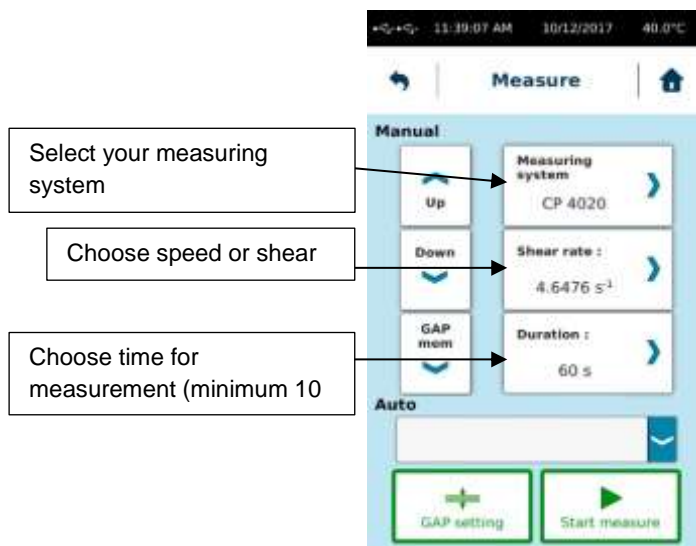 11:39:07 AM 10/12/2017 40.0°C
Measure
Manual
Select your measuring
system
Up
Measuring
system
CP 4020
Choose speed or shear
Down
Shear rate :
4.6476 s⁻¹
Choose time for
measurement (minimum 10
GAP
mem
Duration :
60 s
Auto
GAP setting
Start measure